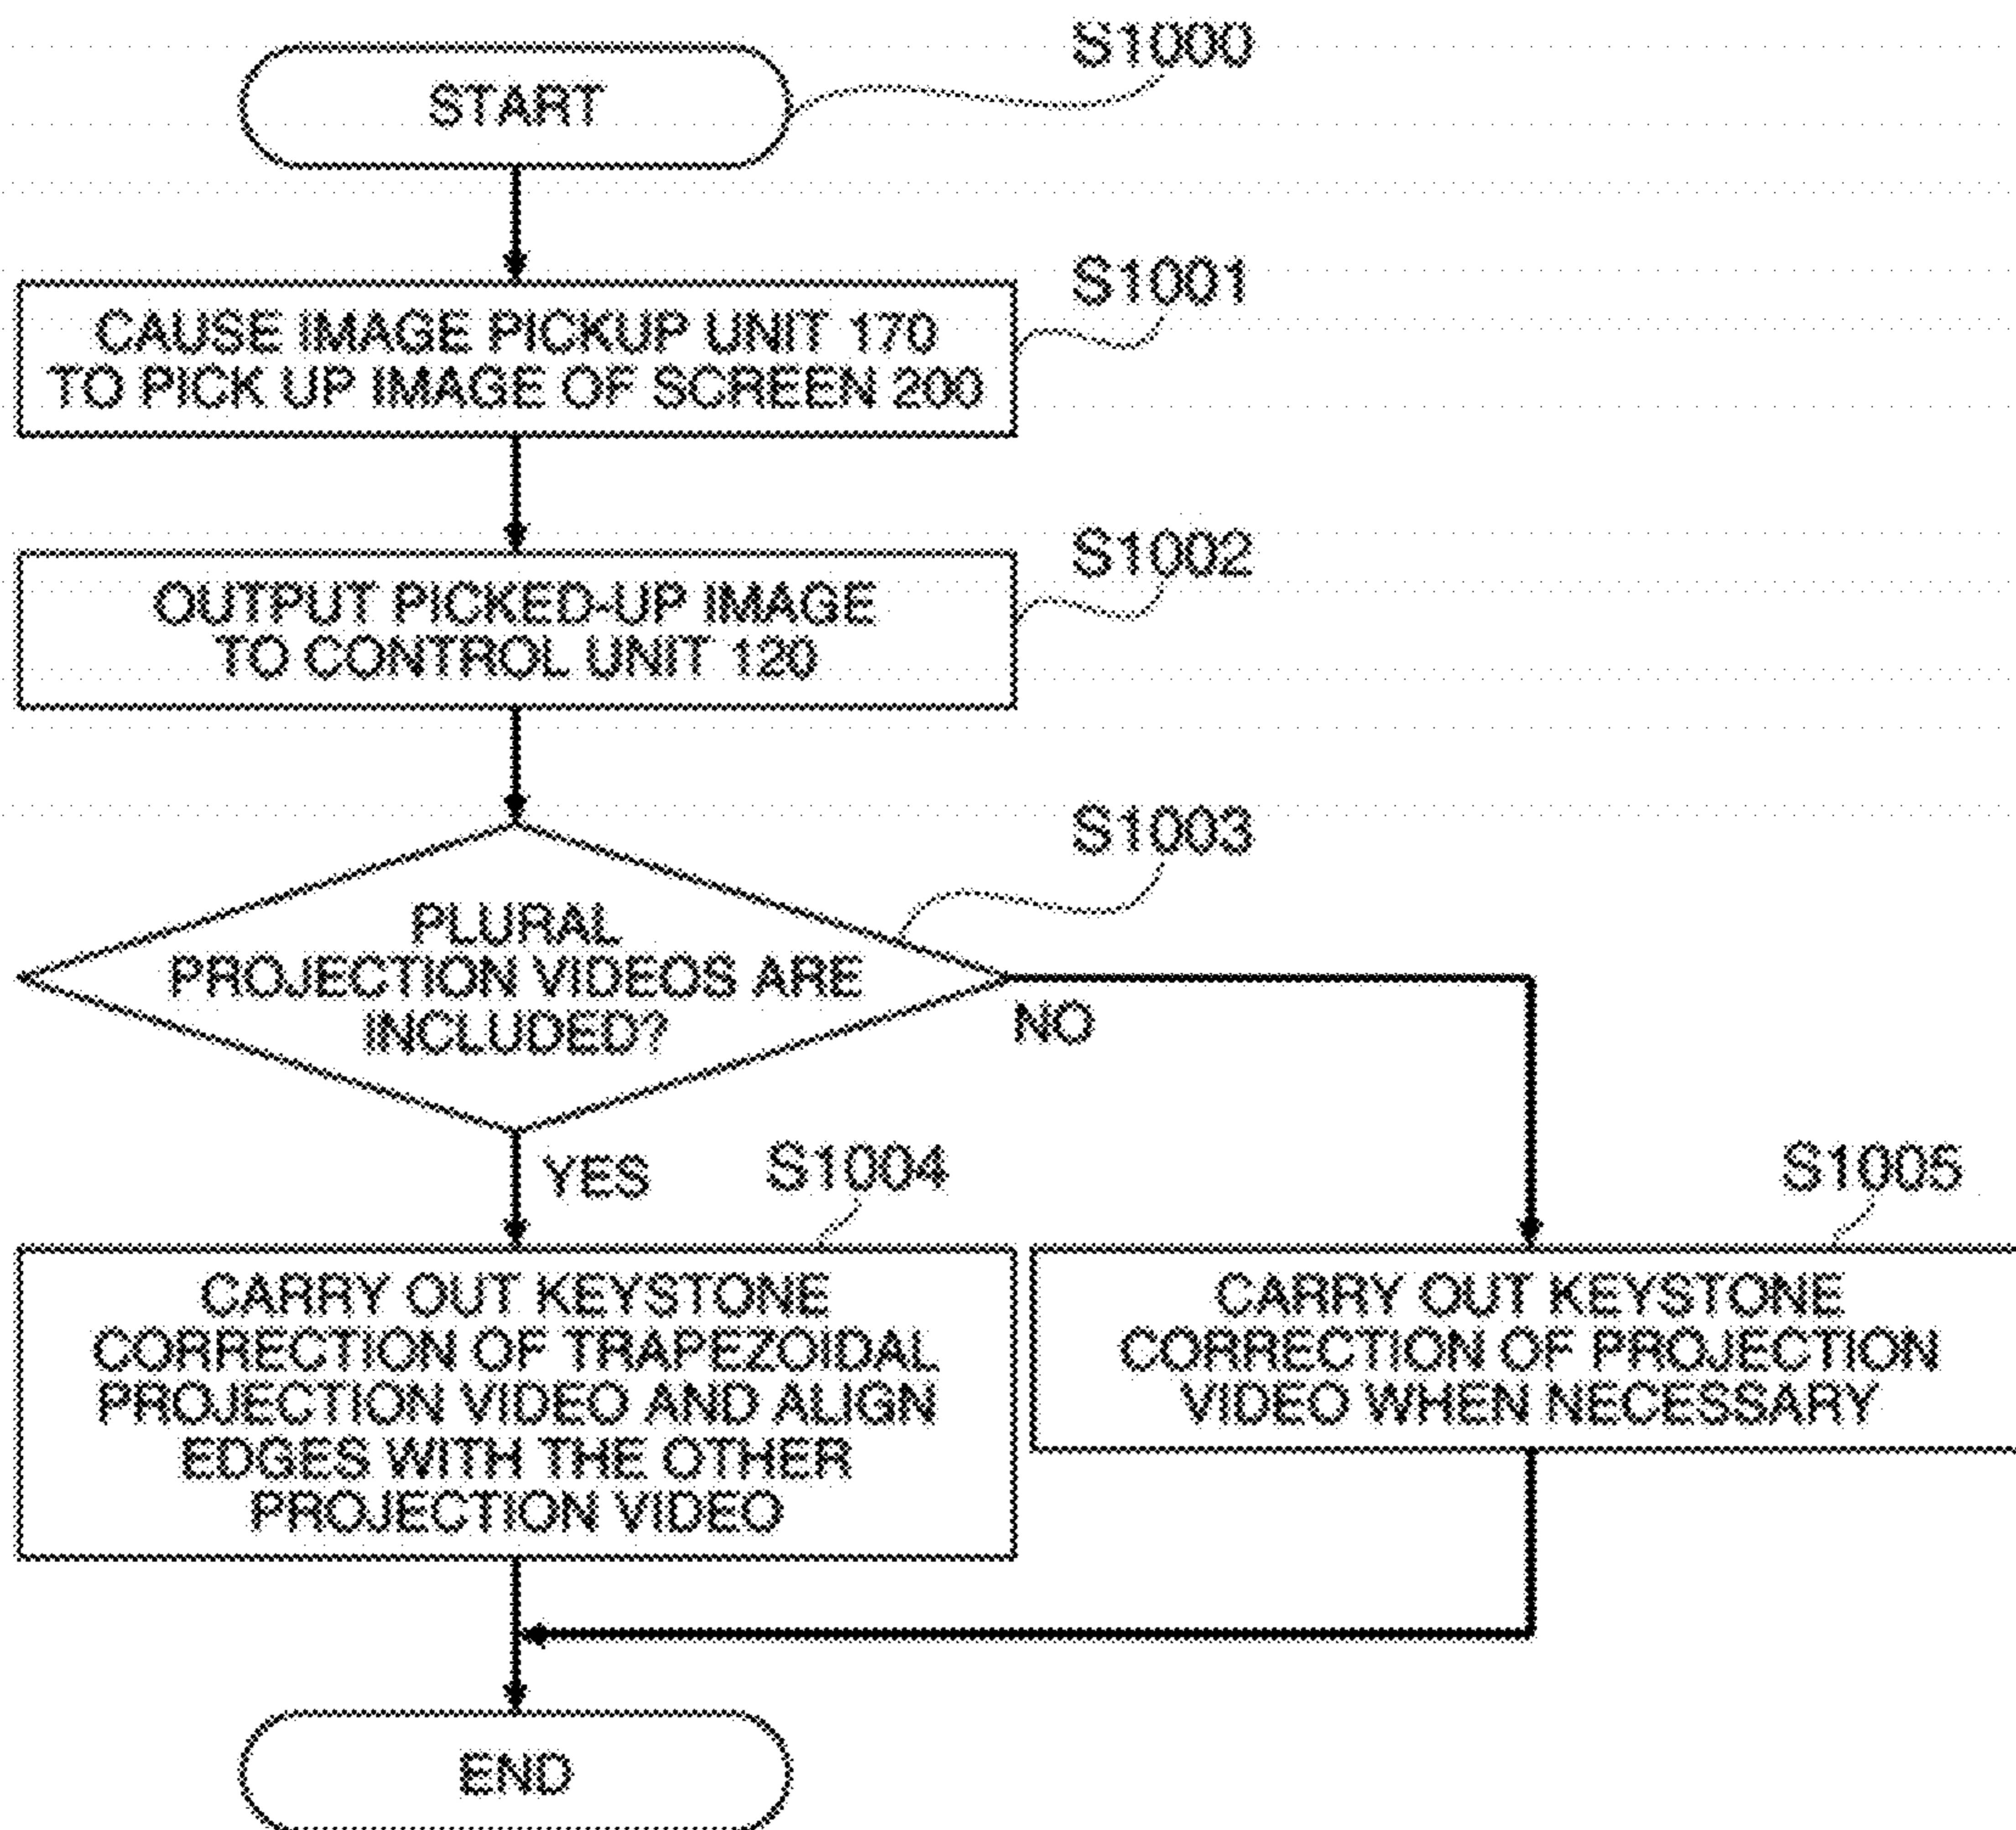 S1000
START
S1001
CAUSE IMAGE PICKUP UNIT 170
TO PICK UP IMAGE OF SCREEN 200
S1002
OUTPUT PICKED-UP IMAGE
TO CONTROL UNIT 120
S1003
PLURAL
PROJECTION VIDEOS ARE
INCLUDED?
NO
YES
S1004
CARRY OUT KEYSTONE
CORRECTION OF TRAPEZOIDAL
PROJECTION VIDEO AND ALIGN
EDGES WITH THE OTHER
PROJECTION VIDEO
S1005
CARRY OUT KEYSTONE
CORRECTION OF PROJECTION
VIDEO WHEN NECESSARY
END